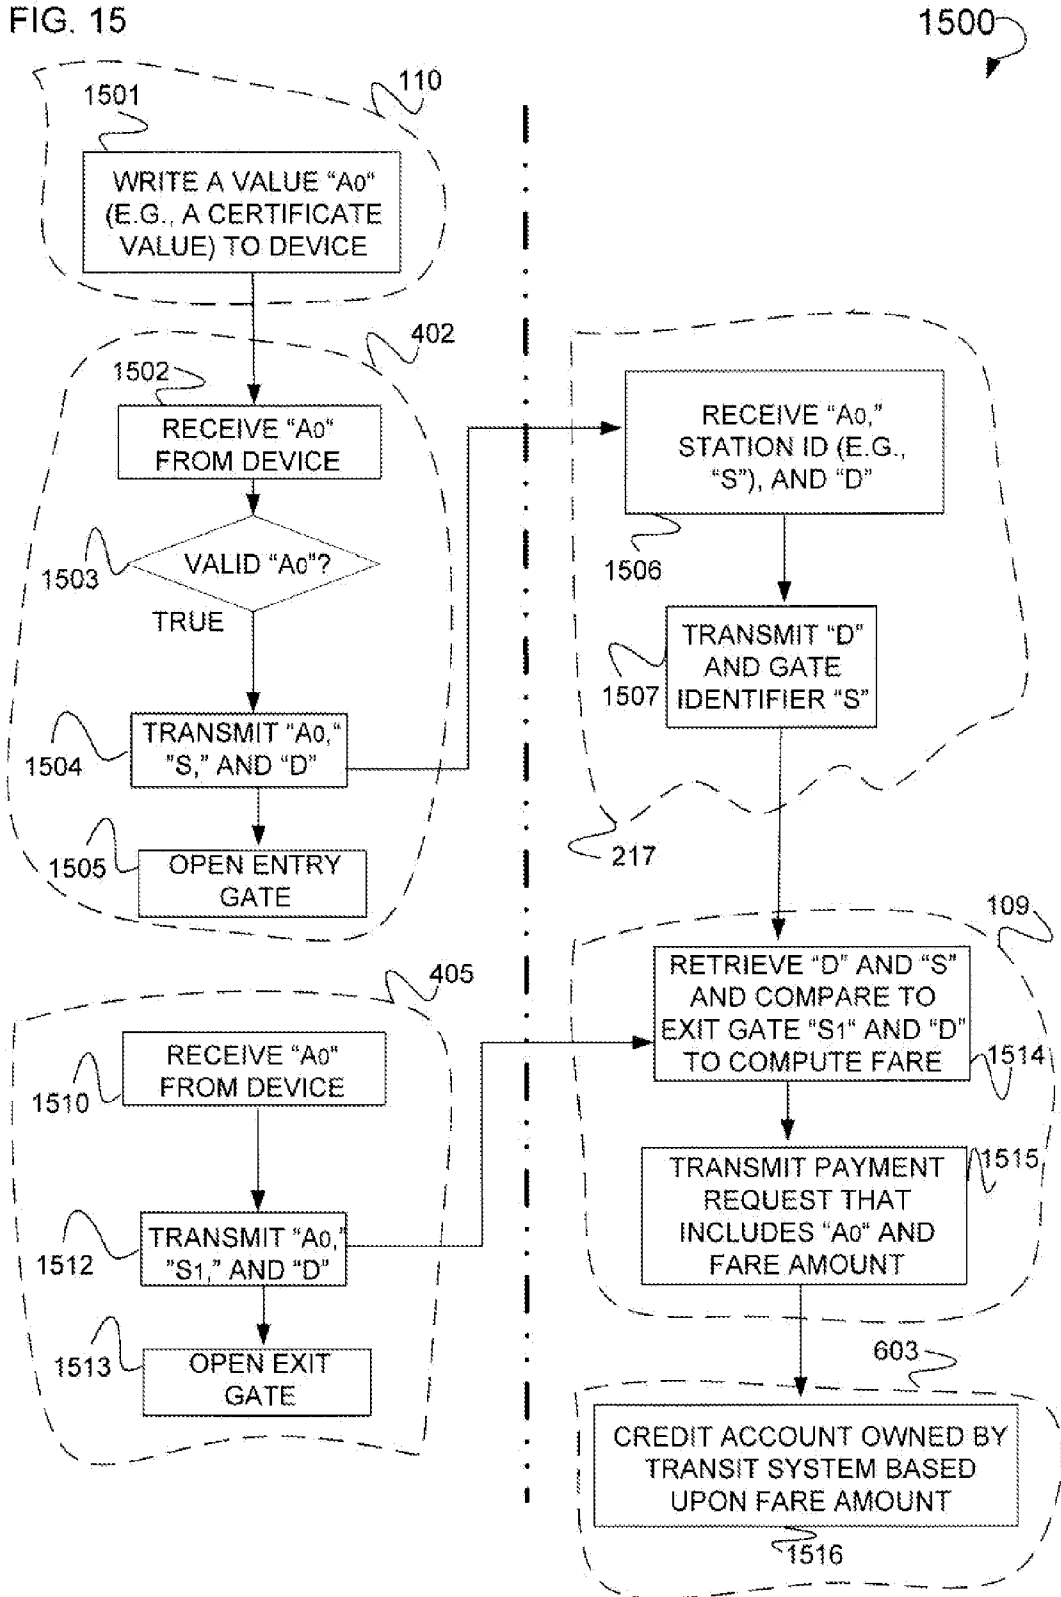 FIG. 15
1500
110
1501
WRITE A VALUE “A0“
(E.G., A CERTIFICATE
VALUE) TO DEVICE
402
1502
RECEIVE “A0“
FROM DEVICE
1503
VALID “A0“?
TRUE
1504
TRANSMIT “A0,“
”S,” AND “D”
1505
OPEN ENTRY
GATE
RECEIVE “A0,”
STATION ID (E.G.,
“S”), AND “D”
1506
TRANSMIT “D”
AND GATE
IDENTIFIER “S”
1507
217
405
RECEIVE “A0“
FROM DEVICE
1510
TRANSMIT “A0,”
”S1,” AND “D”
1512
OPEN EXIT
GATE
1513
109
RETRIEVE “D” AND “S”
AND COMPARE TO
EXIT GATE “S1“ AND “D”
TO COMPUTE FARE
1514
TRANSMIT PAYMENT
REQUEST THAT
INCLUDES “A0“ AND
FARE AMOUNT
1515
603
CREDIT ACCOUNT OWNED BY
TRANSIT SYSTEM BASED
UPON FARE AMOUNT
1516